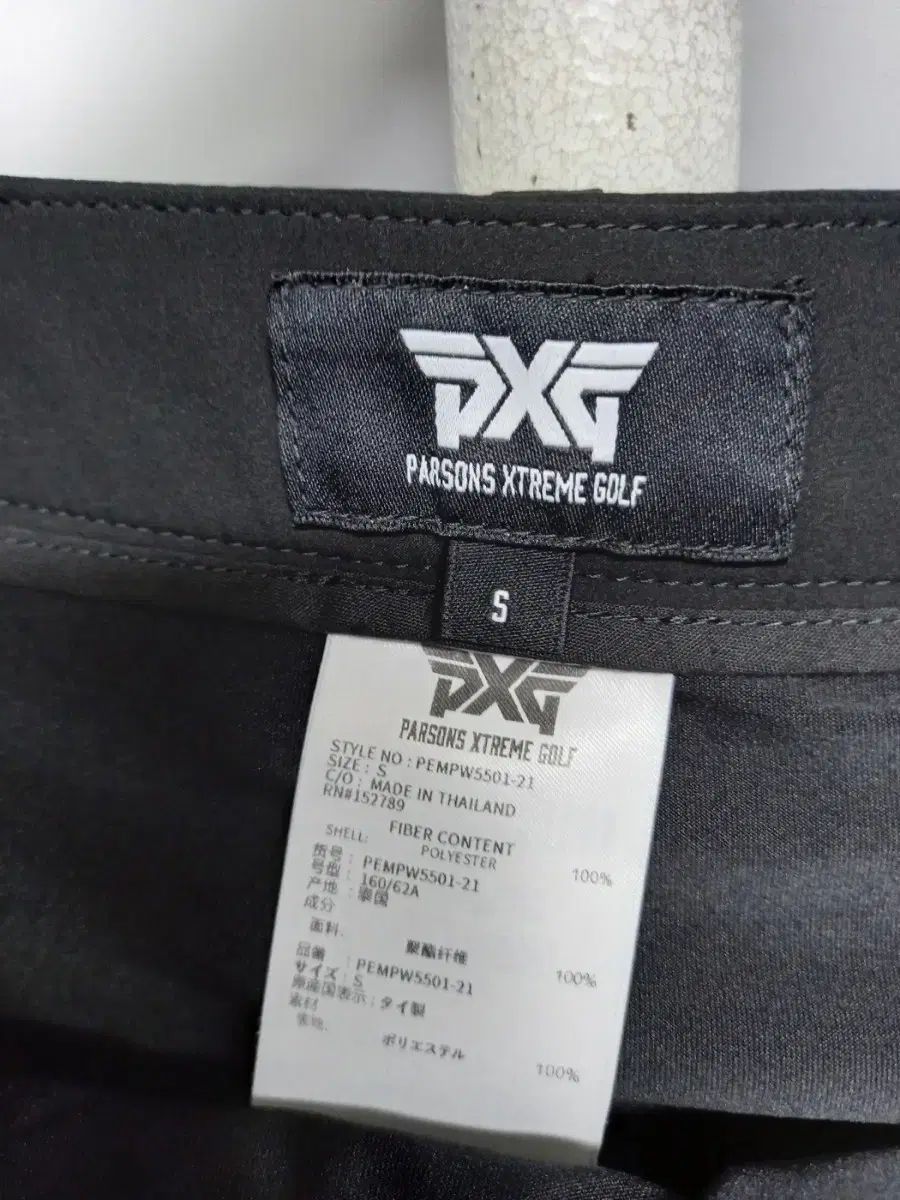 PXG
PARSONS XTREME GOLF
S
PXG
PARSONS XTREME GOLF
STYLE NO : PEMPW5501-21
SIZE : S
C/O : MADE IN THAILAND
RN#152789
FIBER CONTENT
SHELL: POLYESTER 100%
货号 : PEMPW5501-21
号型 : 160/62A
产地 : 泰国
成分
面料. 聚酯纤维 100%
品番 : PEMPW5501-21
サイズ : S
原産国表示 : タイ製
素材
表地. ポリエステル 100%